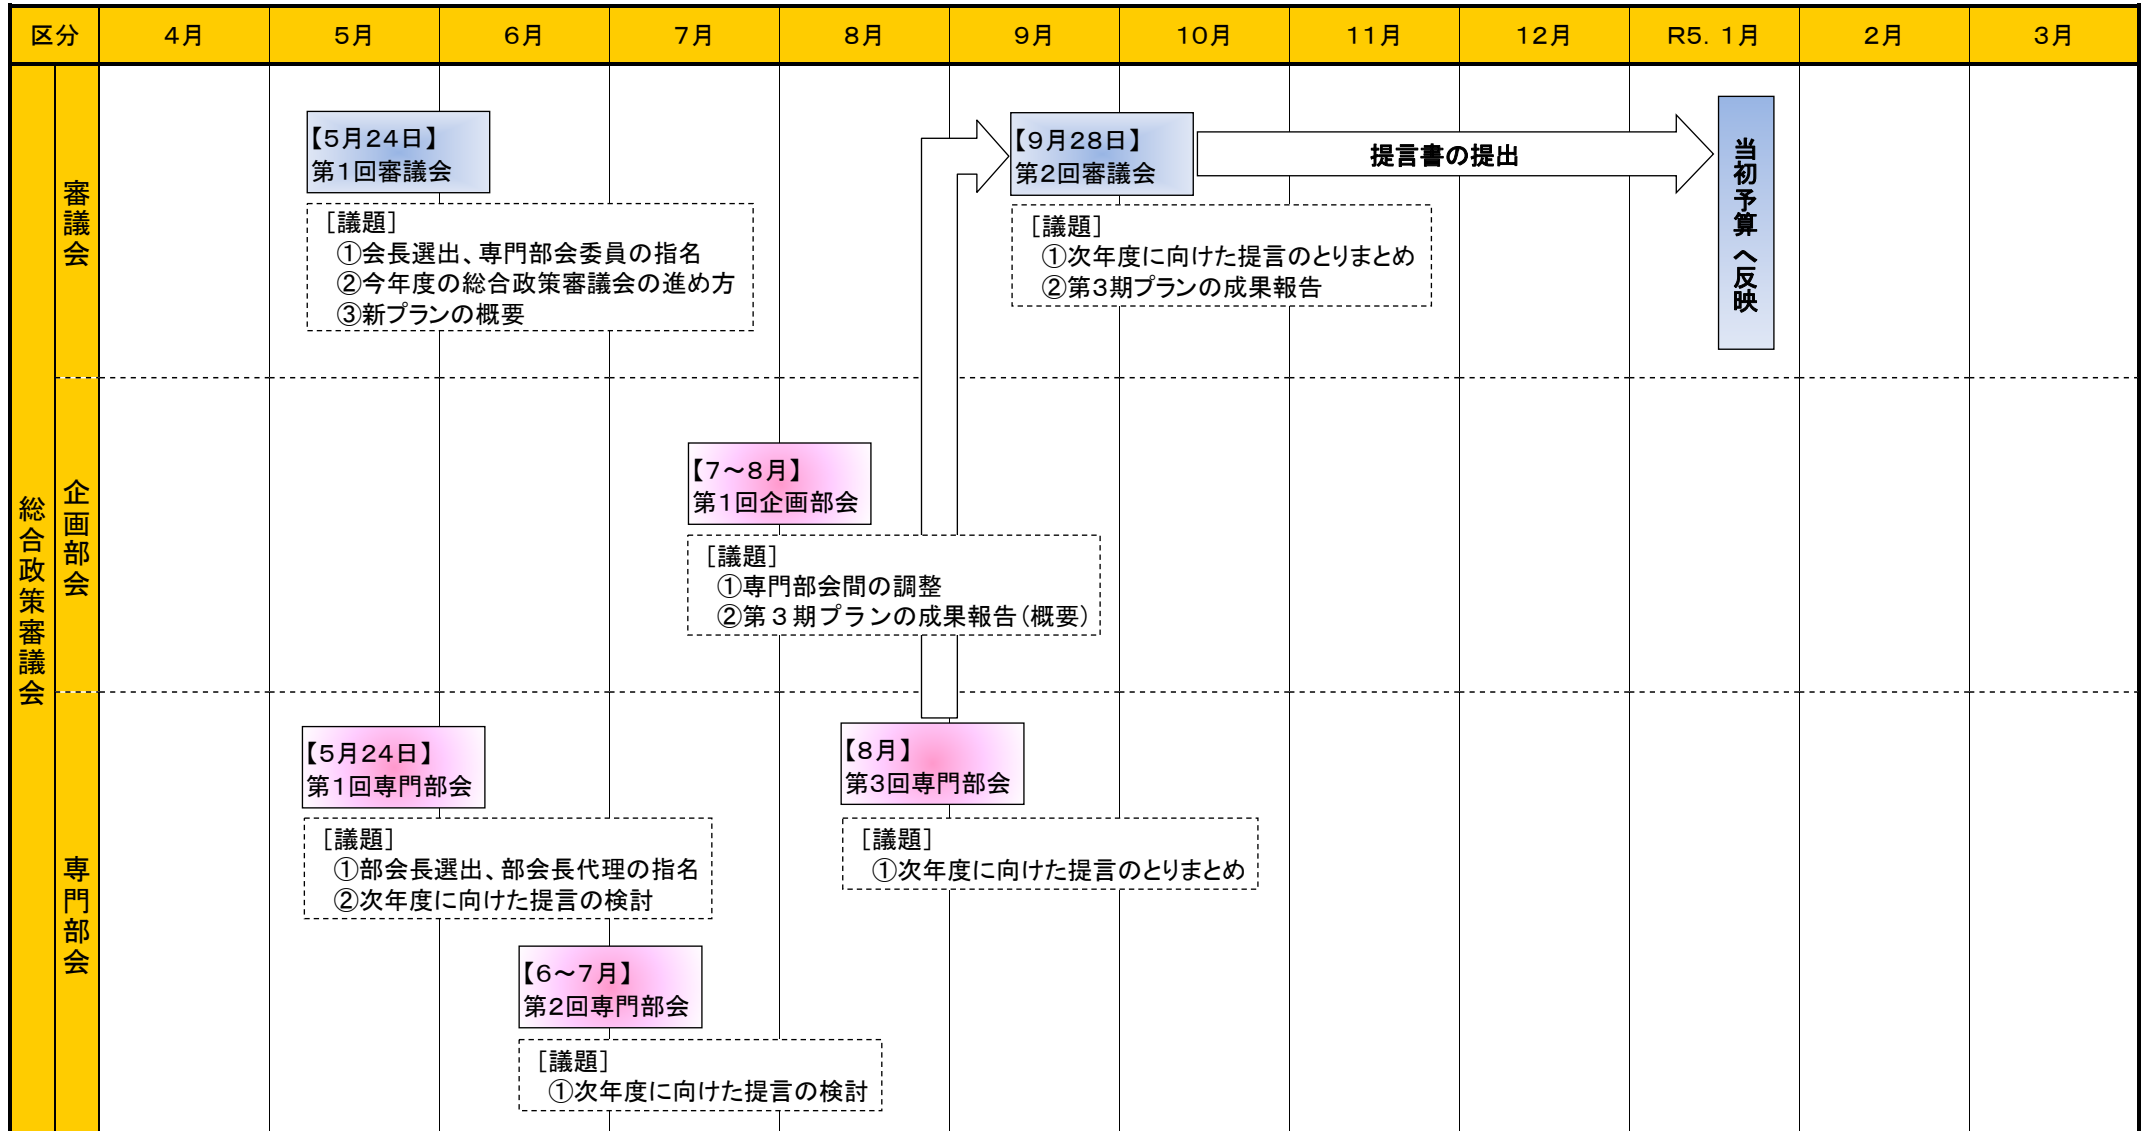 区分
4月
5月
6月
7月
8月
9月
10月
11月
12月
R5．1月
2月
3月
総合政策審議会
審議会
【5月24日】
第1回審議会
［議題］
①会長選出、専門部会委員の指名
②今年度の総合政策審議会の進め方
③新プランの概要
【9月28日】
第2回審議会
［議題］
①次年度に向けた提言のとりまとめ
②第3期プランの成果報告
提言書の提出
当初予算へ反映
企画部会
【7～8月】
第1回企画部会
［議題］
①専門部会間の調整
②第３期プランの成果報告（概要）
専門部会
【5月24日】
第1回専門部会
［議題］
①部会長選出、部会長代理の指名
②次年度に向けた提言の検討
【6～7月】
第2回専門部会
［議題］
①次年度に向けた提言の検討
【8月】
第3回専門部会
［議題］
①次年度に向けた提言のとりまとめ